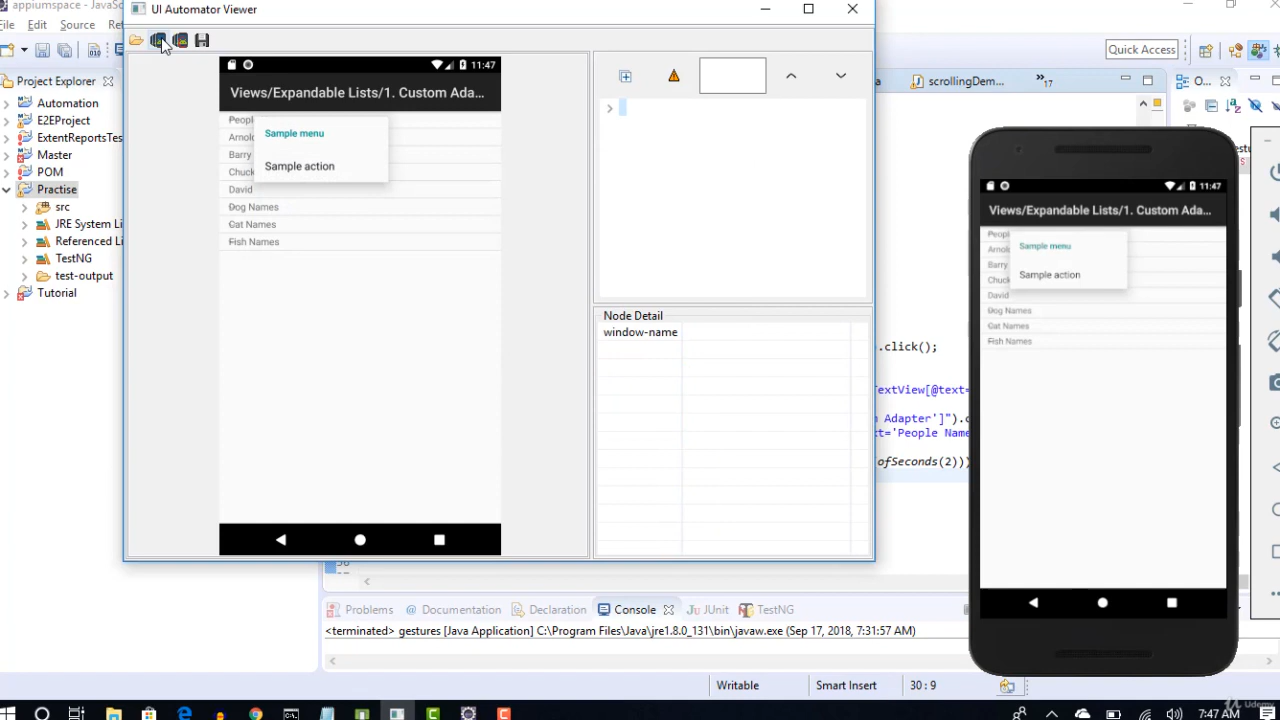 appiumspace - JavaS
UI Automator Viewer
File
Edit
Source
Quick Access
Project Explorer
Automation
E2EProject
ExtentReportsTes
Master
POM
Practise
src
JRE System Li
Referenced L
TestNG
test-output
Tutorial
11:47
Views/Expandable Lists/1. Custom Ada...
Peopl
Arnol
Barry
Chuck
David
Dog Names
Cat Names
Fish Names
Sample menu
Sample action
Node Detail
window-name
scrollingDem...
»17
O...
.click();
TextView[@text=
m Adapter']").c
xt='People Name
ofSeconds(2)))
11:47
Views/Expandable Lists/1. Custom Ada...
Peopl
Arnol
Barry
Chuck
David
Dog Names
Cat Names
Fish Names
Sample menu
Sample action
Problems
@ Documentation
Declaration
Console
JUnit
TestNG
<terminated> gestures [Java Application] C:\Program Files\Java\jre1.8.0_131\bin\javaw.exe (Sep 17, 2018, 7:31:57 AM)
Writable
Smart Insert
30 : 9
Udemy
7:47 AM